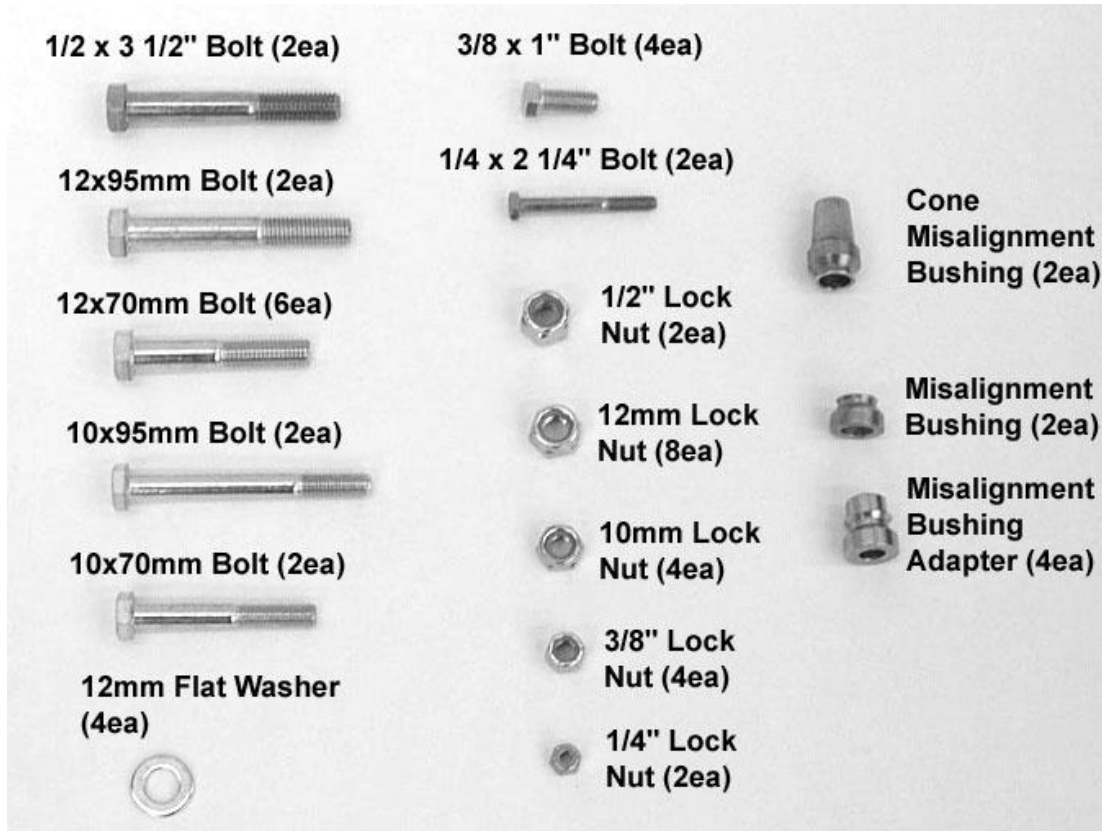 1/2 x 3 1/2" Bolt (2ea)
12x95mm Bolt (2ea)
12x70mm Bolt (6ea)
10x95mm Bolt (2ea)
10x70mm Bolt (2ea)
12mm Flat Washer
(4ea)
3/8 x 1" Bolt (4ea)
1/4 x 2 1/4" Bolt (2ea)
1/2" Lock
Nut (2ea)
12mm Lock
Nut (8ea)
10mm Lock
Nut (4ea)
3/8" Lock
Nut (4ea)
1/4" Lock
Nut (2ea)
Cone
Misalignment
Bushing (2ea)
Misalignment
Bushing (2ea)
Misalignment
Bushing
Adapter (4ea)